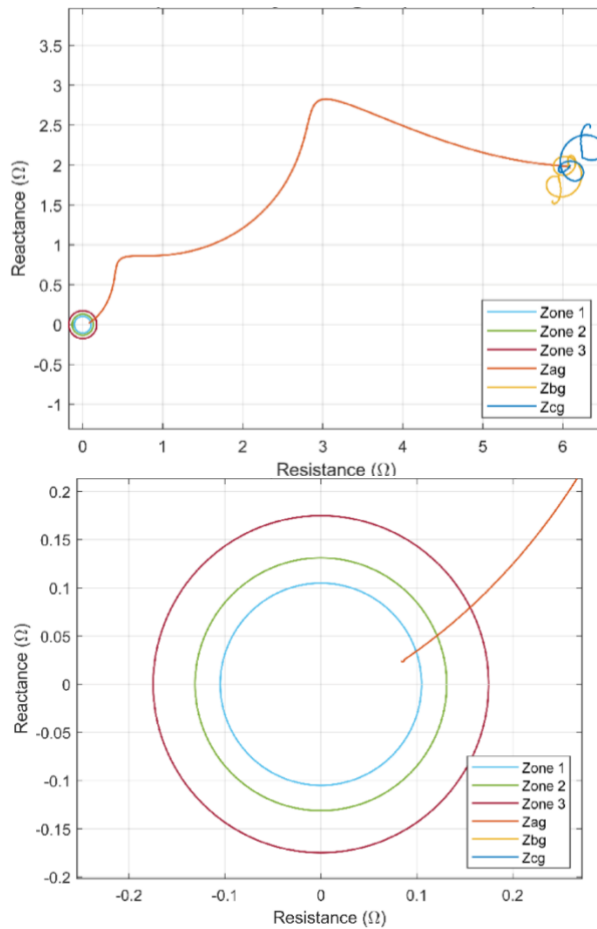 4
3.5
3
2.5
2
1.5
1
0.5
0
-0.5
-1
Reactance (Ω)
0 1 2 3 4 5 6
Resistance (Ω)
Zone 1
Zone 2
Zone 3
Zag
Zbg
Zcg
0.2
0.15
0.1
0.05
0
-0.05
-0.1
-0.15
-0.2
Reactance (Ω)
-0.2 -0.1 0 0.1 0.2
Resistance (Ω)
Zone 1
Zone 2
Zone 3
Zag
Zbg
Zcg